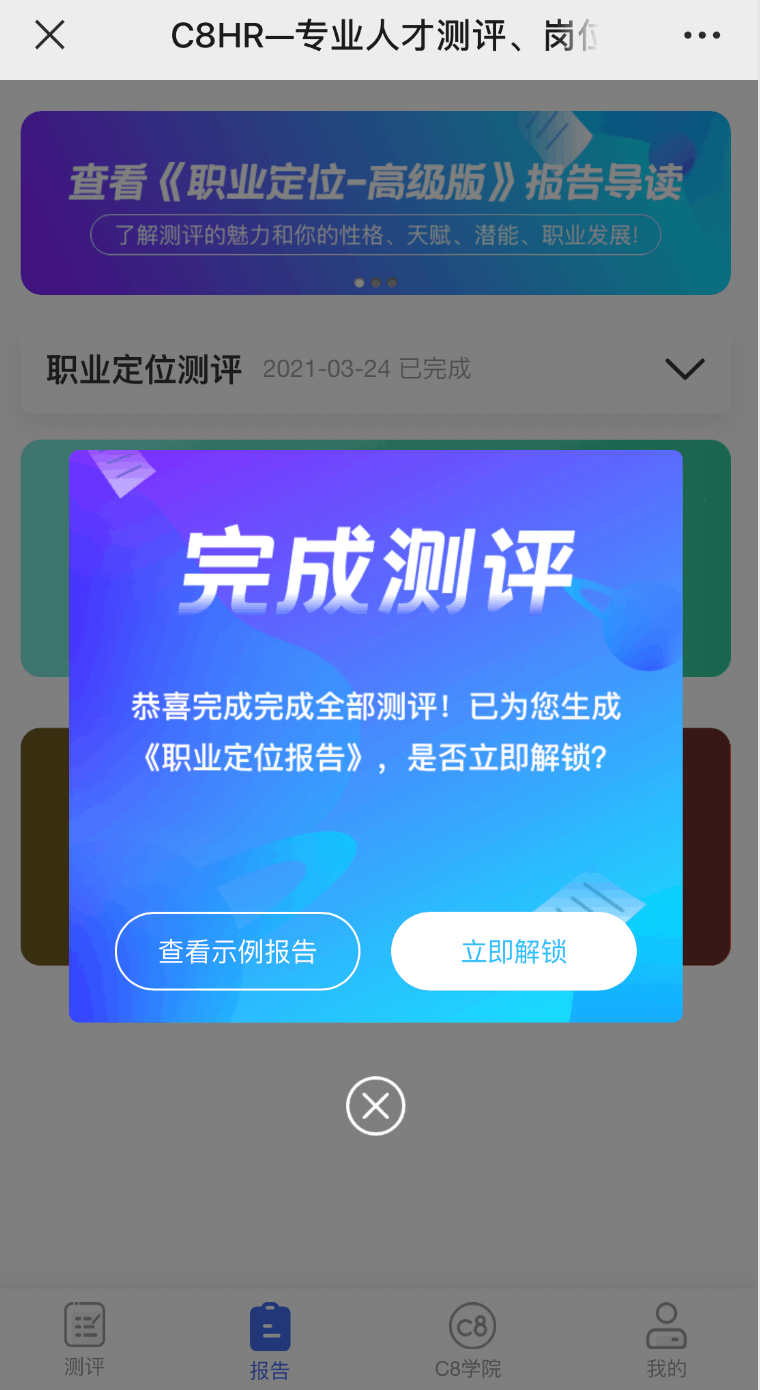 C8HR—专业人才测评、岗位
查看《职业定位-高级版》报告导读
了解测评的魅力和你的性格、天赋、潜能、职业发展!
职业定位测评 2021-03-24 已完成
完成测评
恭喜完成完成全部测评！已为您生成
《职业定位报告》，是否立即解锁?
查看示例报告 立即解锁
测评 报告 C8学院 我的